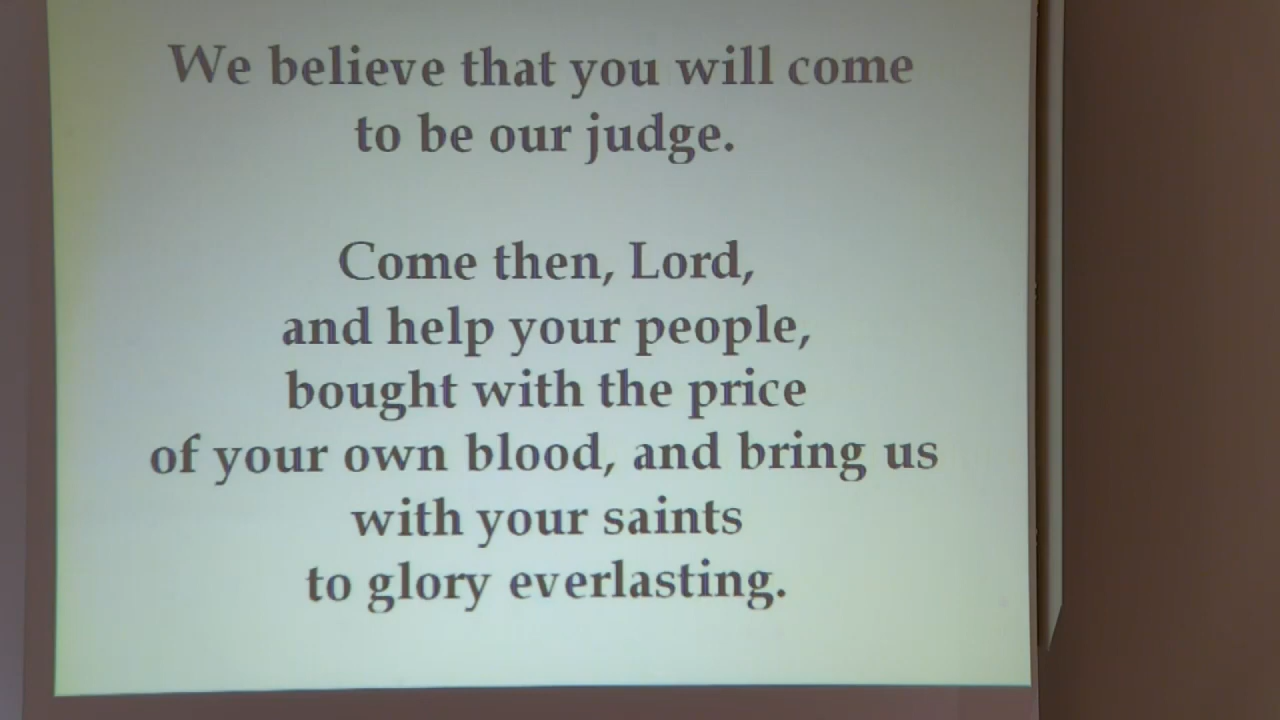 We believe that you will come
to be our judge.
Come then, Lord,
and help your people,
bought with the price
of your own blood, and bring us
with your saints
to glory everlasting.